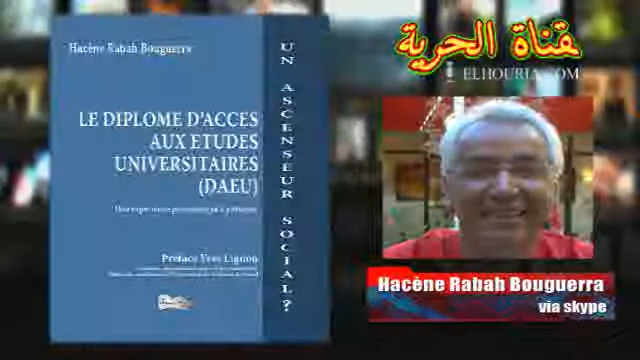 Hacène Rabah Bouguerra
LE DIPLOME D'ACCES
AUX ETUDES
UNIVERSITAIRES
(DAEU)
Préface Yves Lignon
UN ASCENSEUR SOCIAL?
قناة الحرية
ELHOURIA.COM
Hacène Rabah Bouguerra
via skype